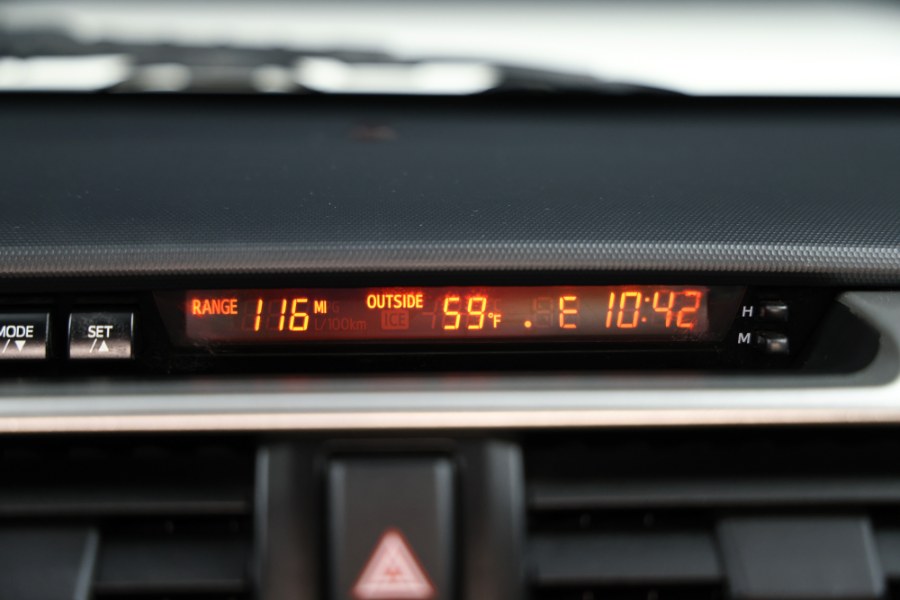 RANGE 116 MI OUTSIDE 59 °F . E 10:42
MODE /▼
SET /▲
L/100km
ICE
H
M